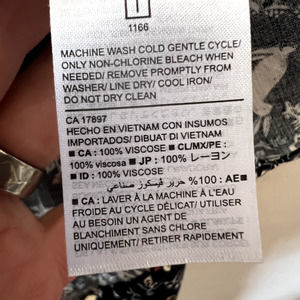 1166
MACHINE WASH COLD GENTLE CYCLE/
ONLY NON-CHLORINE BLEACH WHEN
NEEDED/ REMOVE PROMPTLY FROM
WASHER/ LINE DRY/ COOL IRON/
DO NOT DRY CLEAN
CA 17897
HECHO EN VIETNAM CON INSUMOS
IMPORTADOS/ DIBUAT DI VIETNAM
■ CA : 100% VISCOSE ■ CL/MX/PE :
100% viscosa ■ JP : 100% レーヨン
■ ID : 100% VISCOSE
■ AE : %100 حرير فيسكوز صناعي
■ CA : LAVER À LA MACHINE À L'EAU
FROIDE AU CYCLE DÉLICAT/ UTILISER
AU BESOIN UN AGENT DE
BLANCHIMENT SANS CHLORE
UNIQUEMENT/ RETIRER RAPIDEMENT